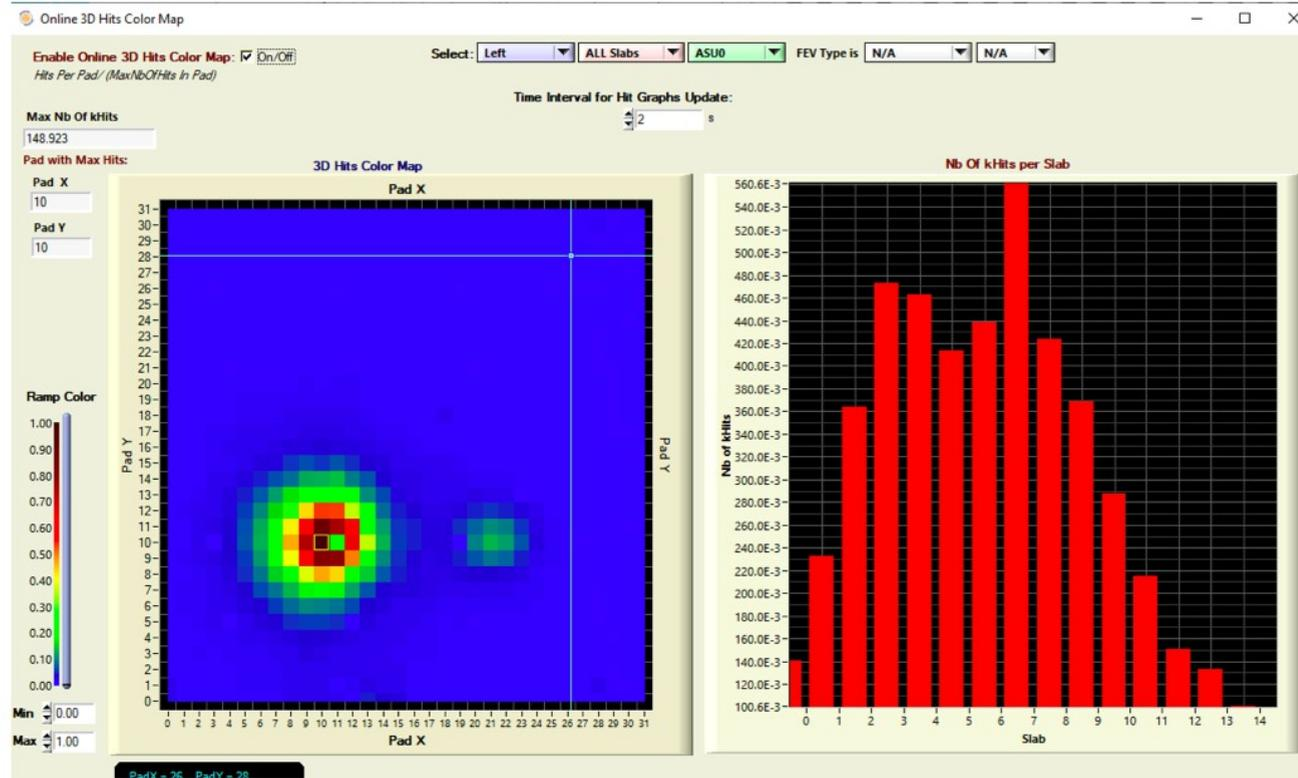 Online 3D Hits Color Map
Enable Online 3D Hits Color Map: On/Off
Hits Per Pad/ (MaxNbOfHits In Pad)
Select: Left ALL Slabs ASU0 FEV Type is N/A N/A
Time Interval for Hit Graphs Update:
2 s
Max Nb Of kHits
148.923
Pad with Max Hits:
Pad X
10
Pad Y
10
Ramp Color
1.00
0.90
0.80
0.70
0.60
0.50
0.40
0.30
0.20
0.10
0.00
Min 0.00
Max 1.00
3D Hits Color Map
Pad X
31
30
29
28
27
26
25
24
23
22
21
20
19
18
17
16
15
14
13
12
11
10
9
8
7
6
5
4
3
2
1
0
Pad Y
Pad Y
0 1 2 3 4 5 6 7 8 9 10 11 12 13 14 15 16 17 18 19 20 21 22 23 24 25 26 27 28 29 30 31
Pad X
PadX = 26 PadY = 28
Nb Of kHits per Slab
560.6E-3
540.0E-3
520.0E-3
500.0E-3
480.0E-3
460.0E-3
440.0E-3
420.0E-3
400.0E-3
380.0E-3
360.0E-3
340.0E-3
320.0E-3
300.0E-3
280.0E-3
260.0E-3
240.0E-3
220.0E-3
200.0E-3
180.0E-3
160.0E-3
140.0E-3
120.0E-3
100.6E-3
Nb of kHits
0 1 2 3 4 5 6 7 8 9 10 11 12 13 14
Slab